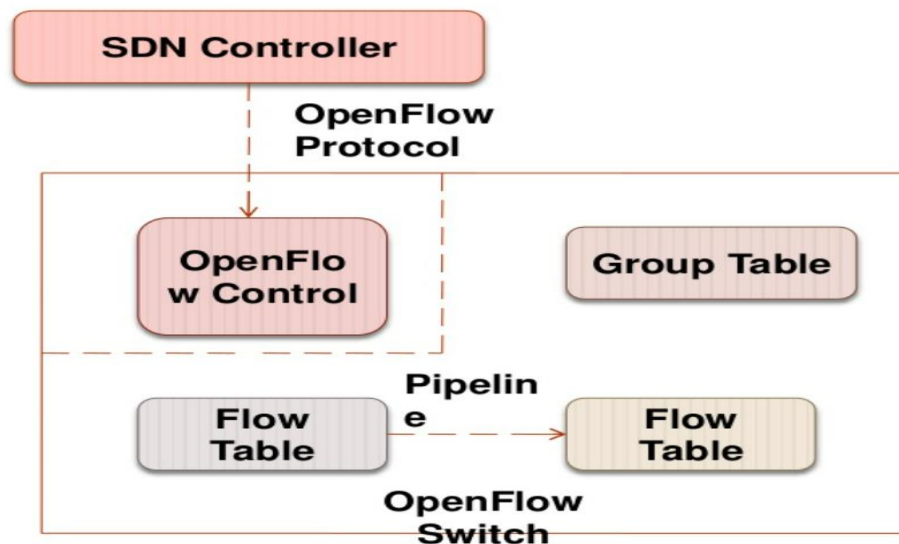 SDN Controller
OpenFlow
Protocol
OpenFlo
w Control
Group Table
Pipelin
e
Flow
Table
Flow
Table
OpenFlow
Switch